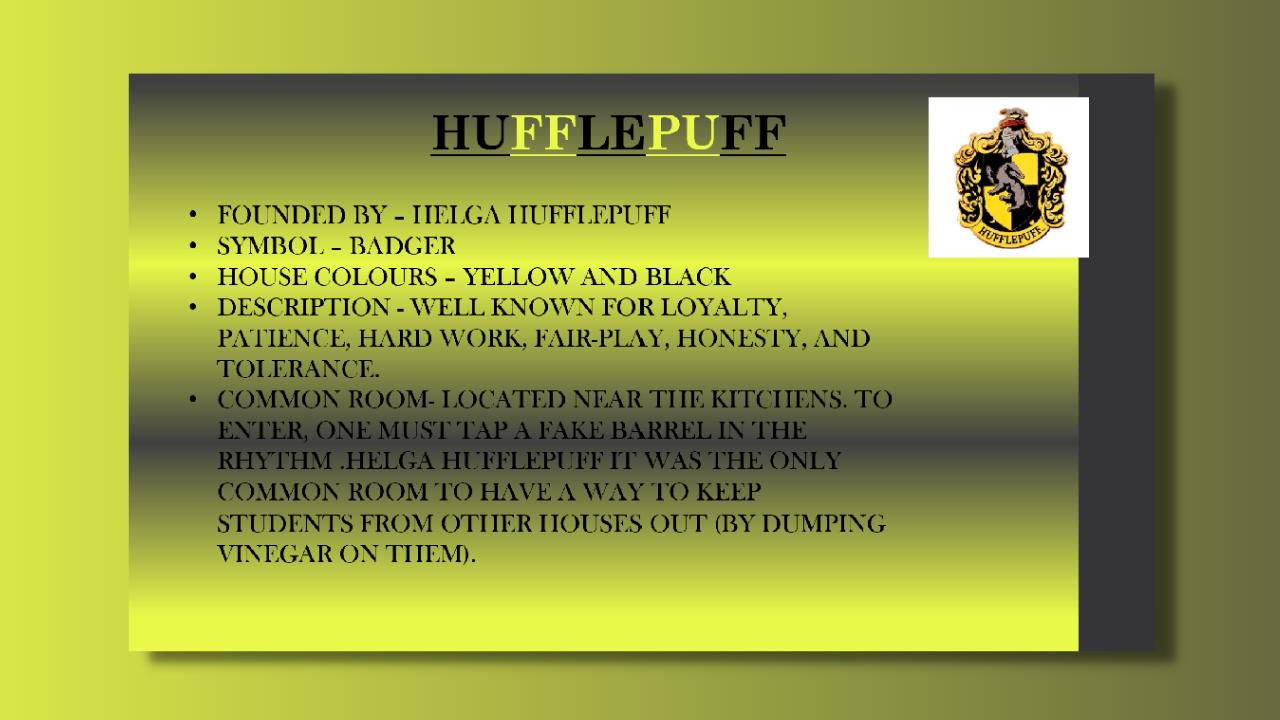 HUFFLEPUFF
HUFFLEPUFF
• FOUNDED BY – HELGA HUFFLEPUFF
• SYMBOL – BADGER
• HOUSE COLOURS – YELLOW AND BLACK
• DESCRIPTION - WELL KNOWN FOR LOYALTY,
PATIENCE, HARD WORK, FAIR-PLAY, HONESTY, AND
TOLERANCE.
• COMMON ROOM- LOCATED NEAR THE KITCHENS. TO
ENTER, ONE MUST TAP A FAKE BARREL IN THE
RHYTHM .HELGA HUFFLEPUFF IT WAS THE ONLY
COMMON ROOM TO HAVE A WAY TO KEEP
STUDENTS FROM OTHER HOUSES OUT (BY DUMPING
VINEGAR ON THEM).